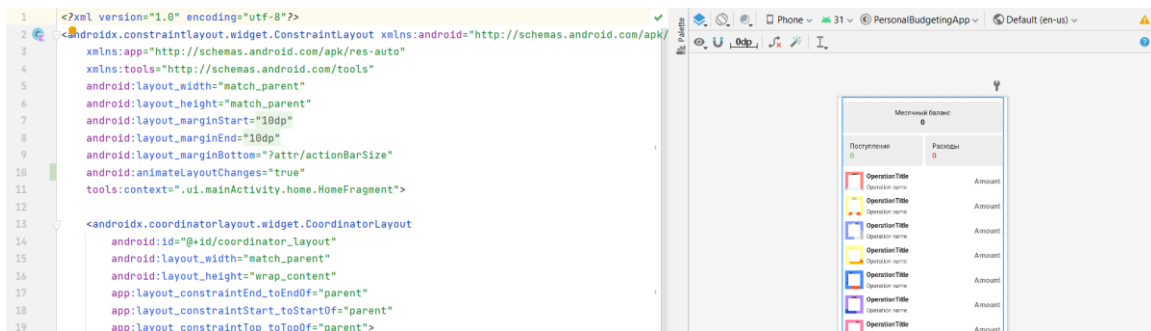 1 <?xml version="1.0" encoding="utf-8"?>
2 <androidx.constraintlayout.widget.ConstraintLayout xmlns:android="http://schemas.android.com/apk/
3 xmlns:app="http://schemas.android.com/apk/res-auto"
4 xmlns:tools="http://schemas.android.com/tools"
5 android:layout_width="match_parent"
6 android:layout_height="match_parent"
7 android:layout_marginStart="10dp"
8 android:layout_marginEnd="10dp"
9 android:layout_marginBottom="?attr/actionBarSize"
10 android:animateLayoutChanges="true"
11 tools:context=".ui.mainActivity.home.HomeFragment">
12
13 <androidx.coordinatorlayout.widget.CoordinatorLayout
14 android:id="@+id/coordinator_layout"
15 android:layout_width="match_parent"
16 android:layout_height="wrap_content"
17 app:layout_constraintEnd_toEndOf="parent"
18 app:layout_constraintStart_toStartOf="parent"
19 app:layout_constraintTop_toTopOf="parent">
Palette
Phone 31 PersonalBudgetingApp Default (en-us)
0dp
Месячный баланс
0
Поступления Расходы
0 0
OperationTitle
Operation name Amount
OperationTitle
Operation name Amount
OperationTitle
Operation name Amount
OperationTitle
Operation name Amount
OperationTitle
Operation name Amount
OperationTitle
Operation name Amount
OperationTitle
Amount